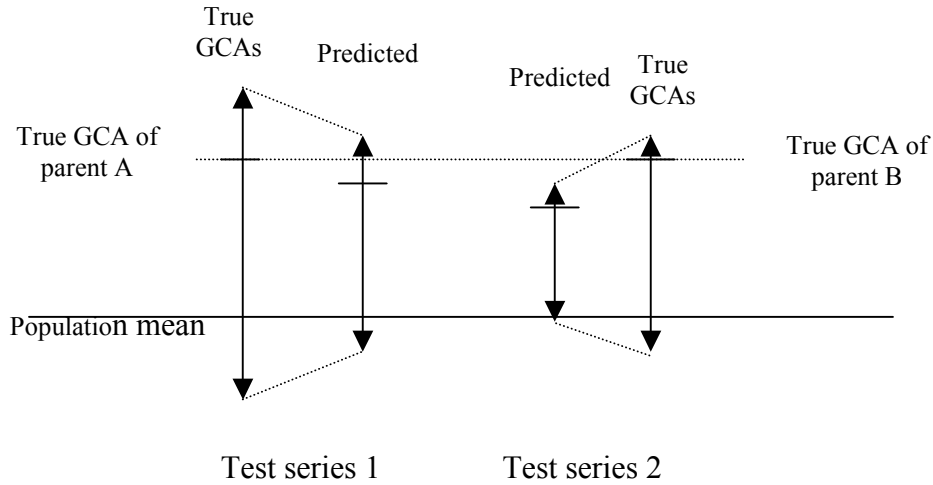 True
GCAs
Predicted
Predicted
True
GCAs
True GCA of
parent A
True GCA of
parent B
Population mean
Test series 1
Test series 2